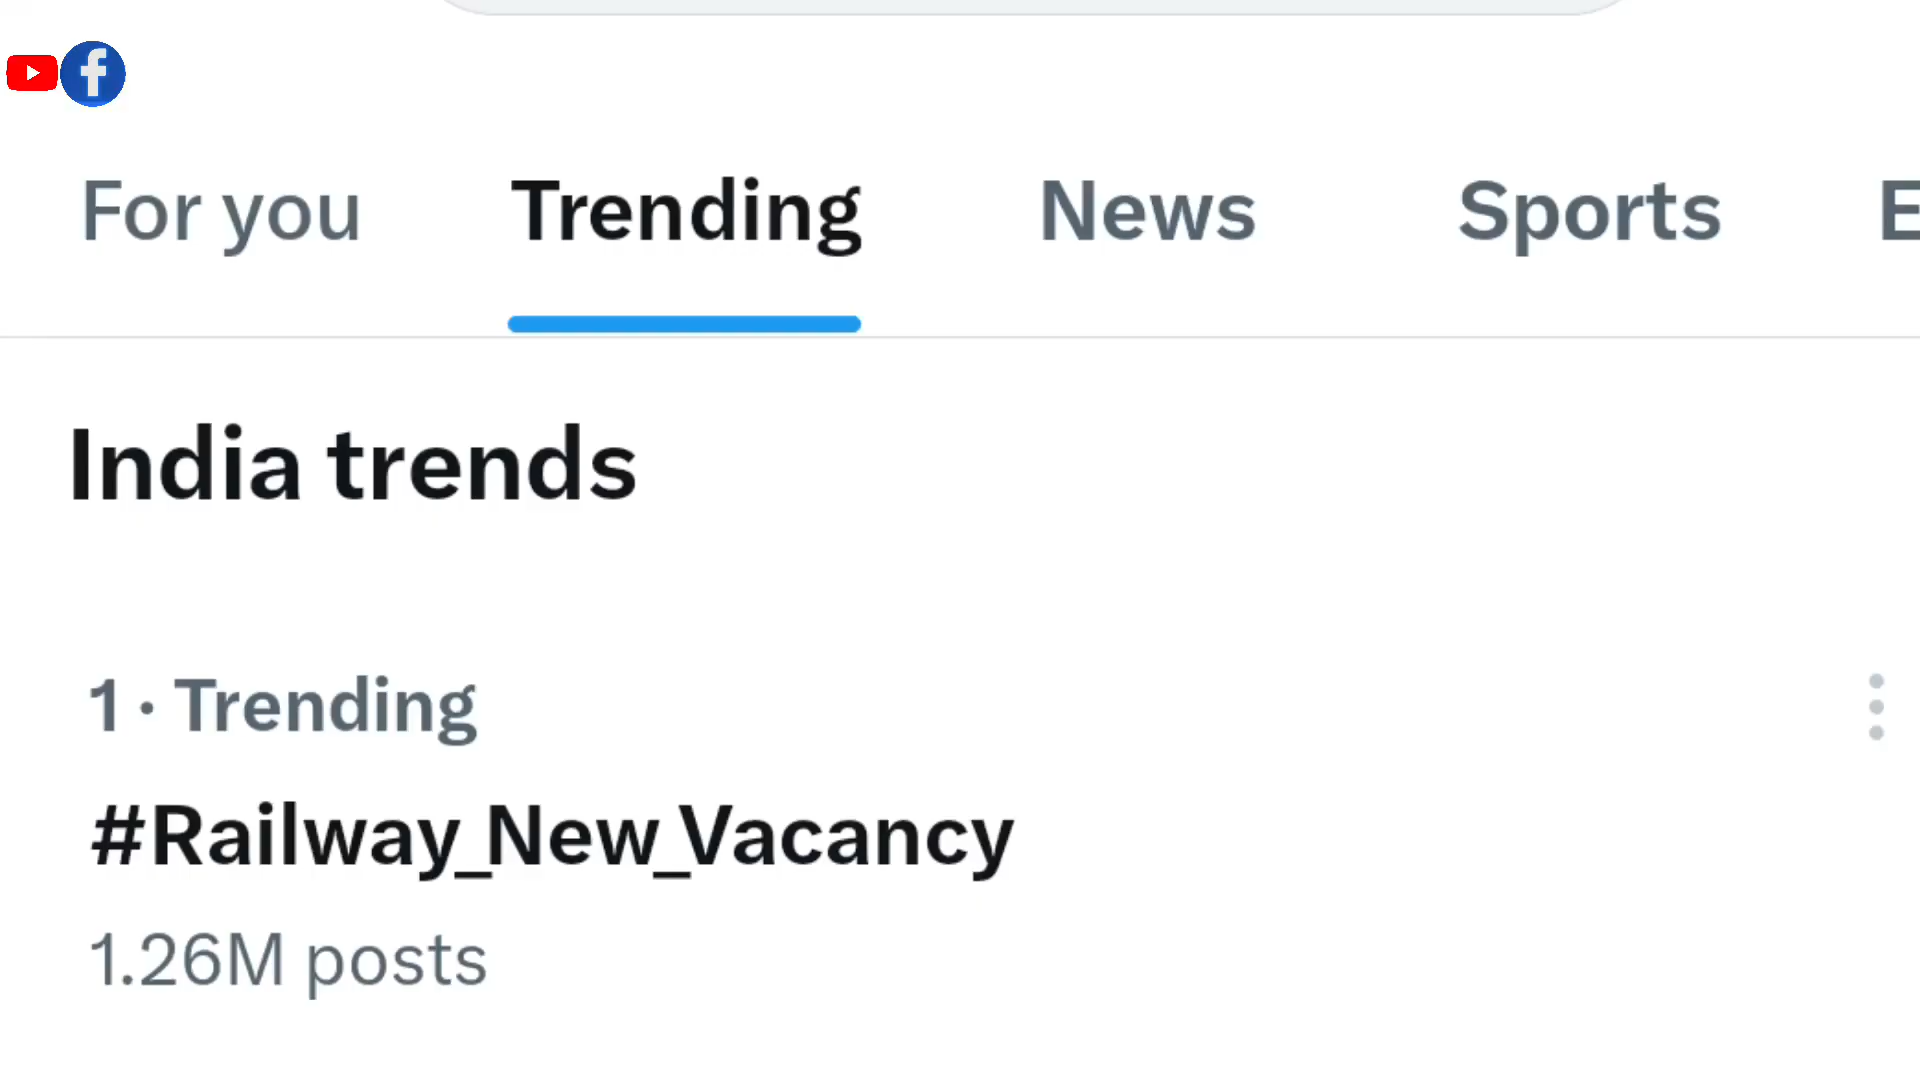 For you Trending News Sports E
India trends
1 · Trending
#Railway_New_Vacancy
1.26M posts